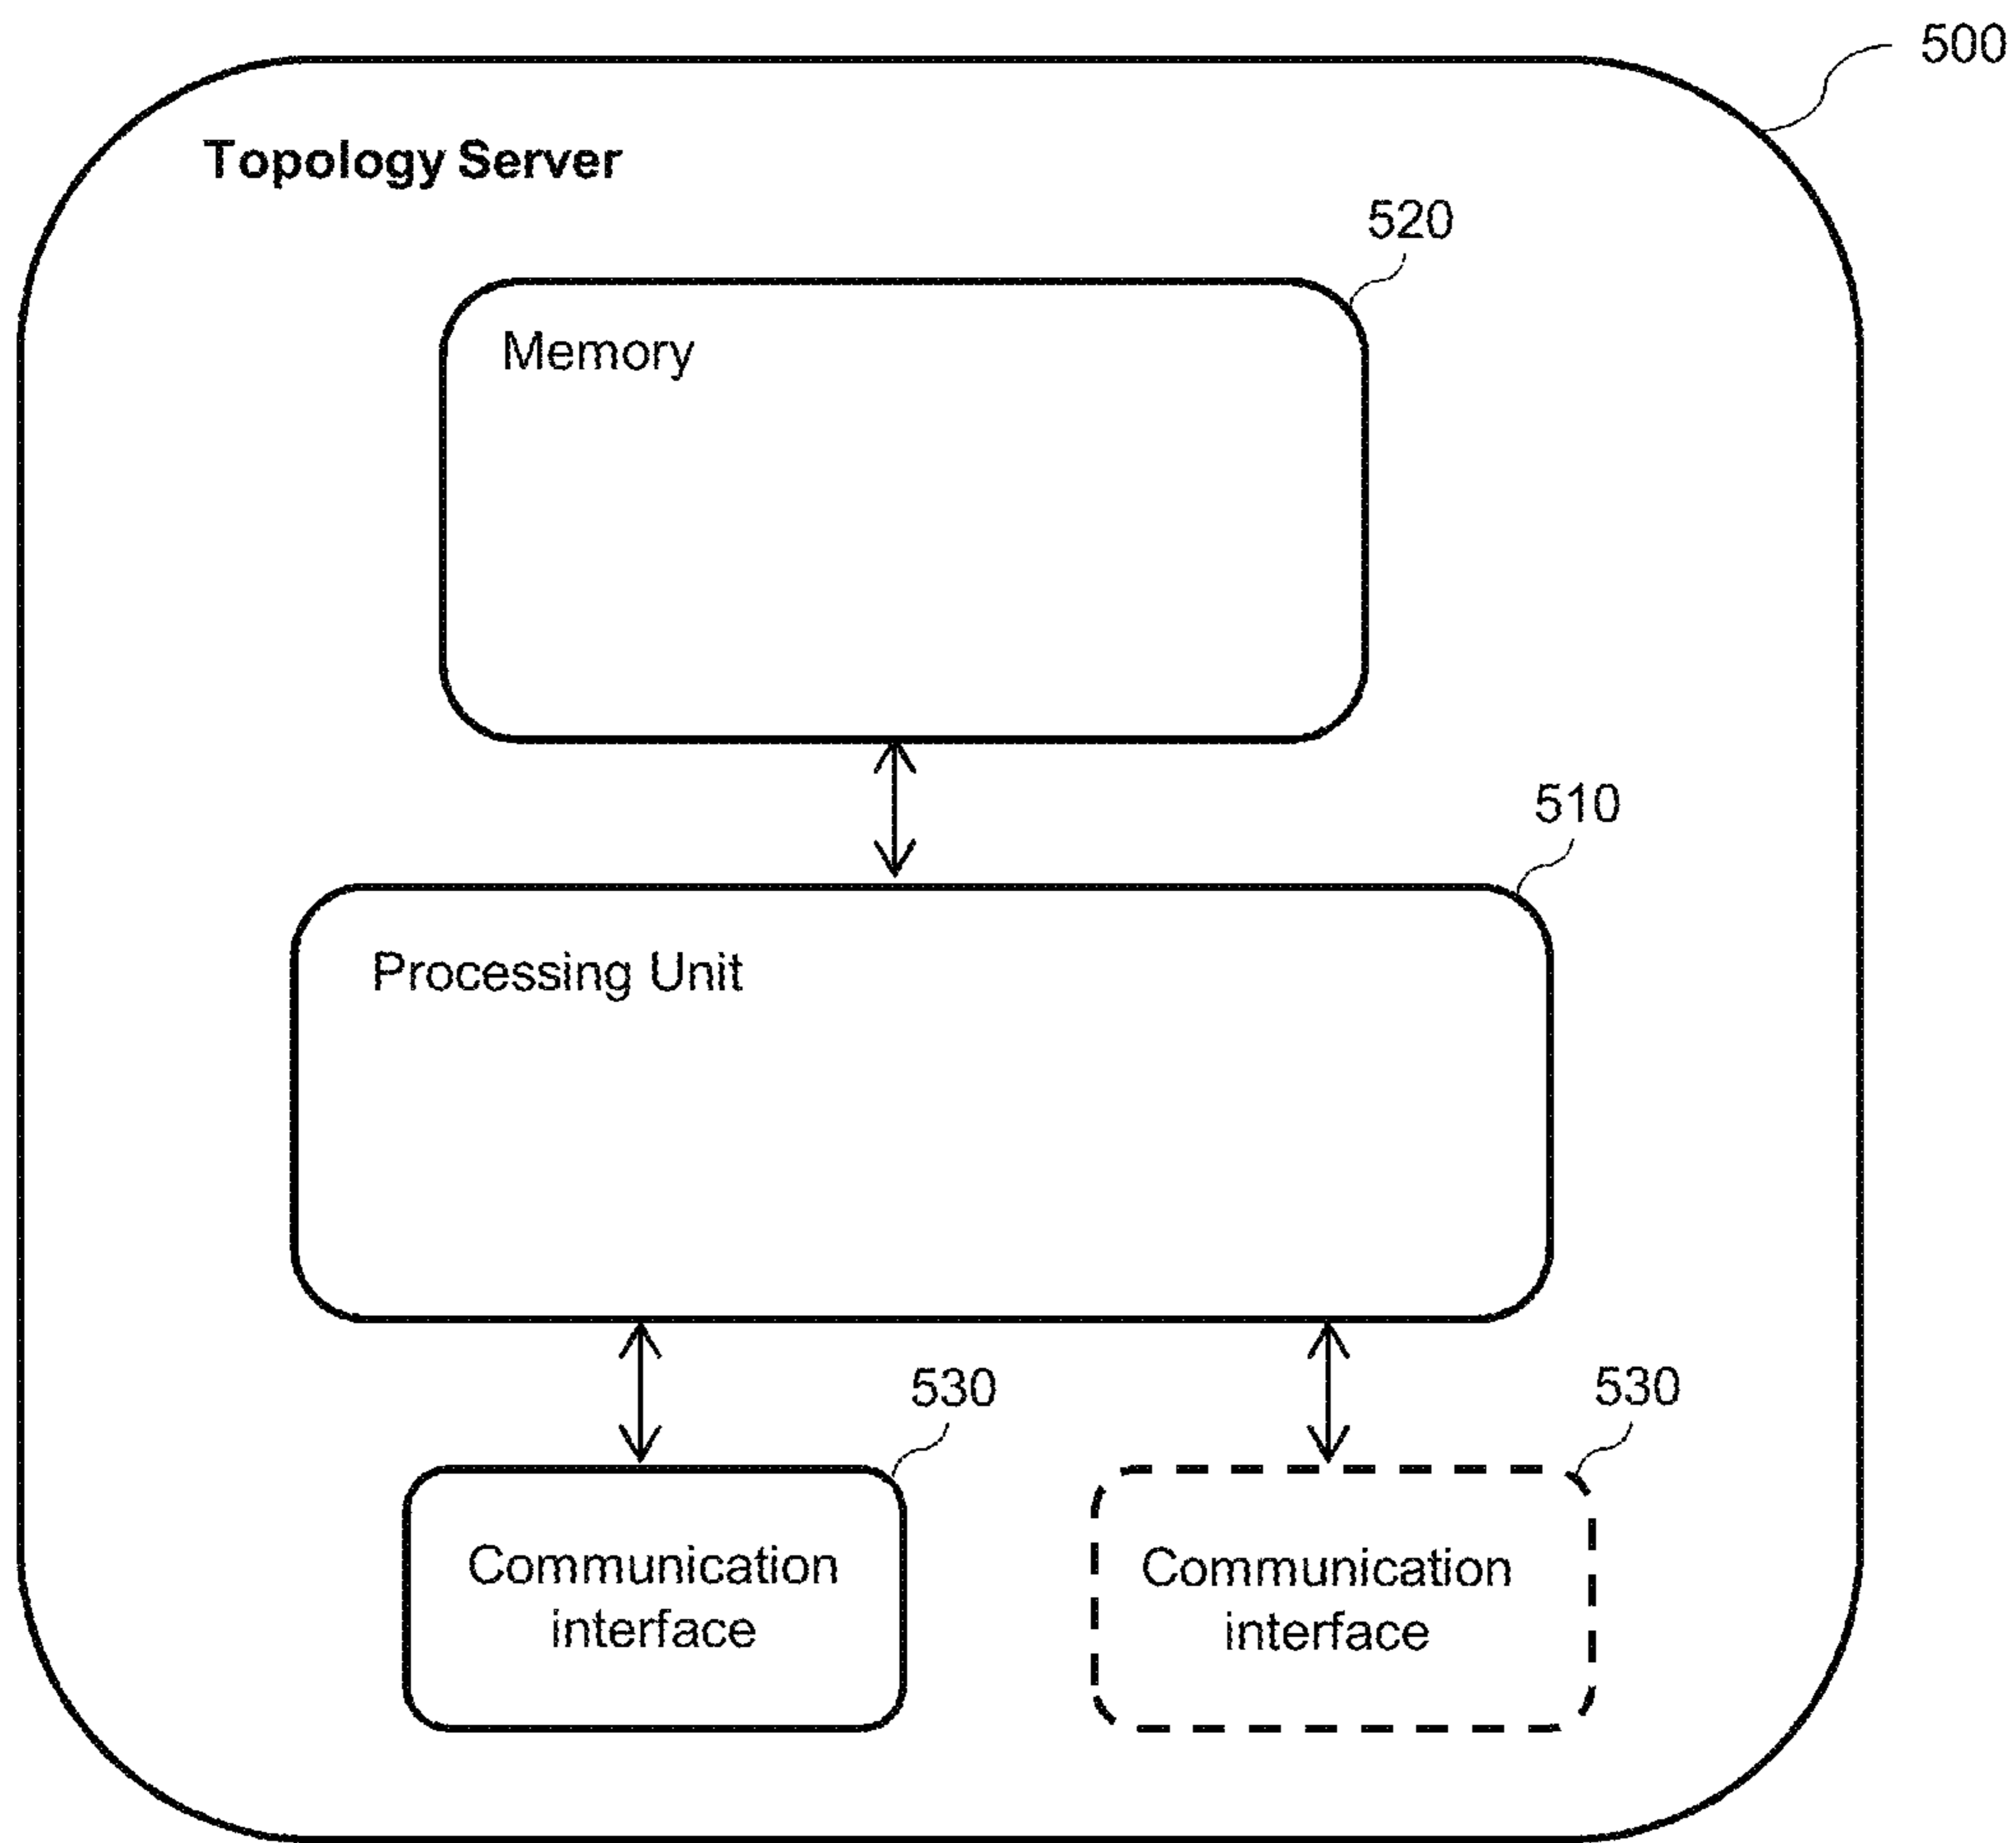 500
Topology Server
520
Memory
510
Processing Unit
530
530
Communication
interface
Communication
interface